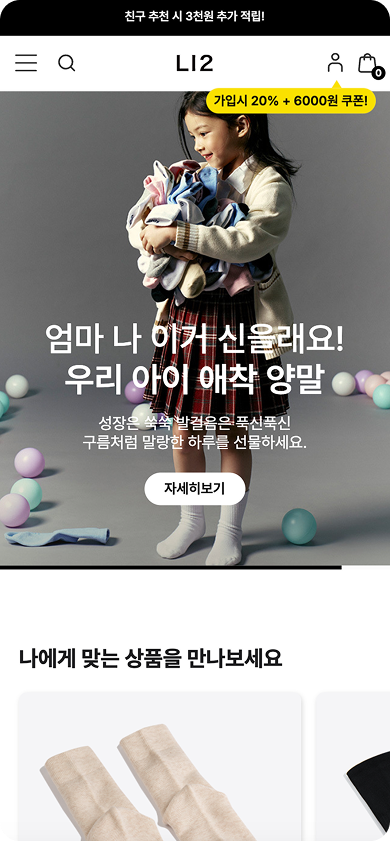 친구 추천 시 3천원 추가 적립!
LI2
0
가입시 20% + 6000원 쿠폰!
엄마 나 이거 신을래요!
우리 아이 애착 양말
성장은 쑥쑥 발걸음은 푹신푹신
구름처럼 말랑한 하루를 선물하세요.
자세히보기
나에게 맞는 상품을 만나보세요